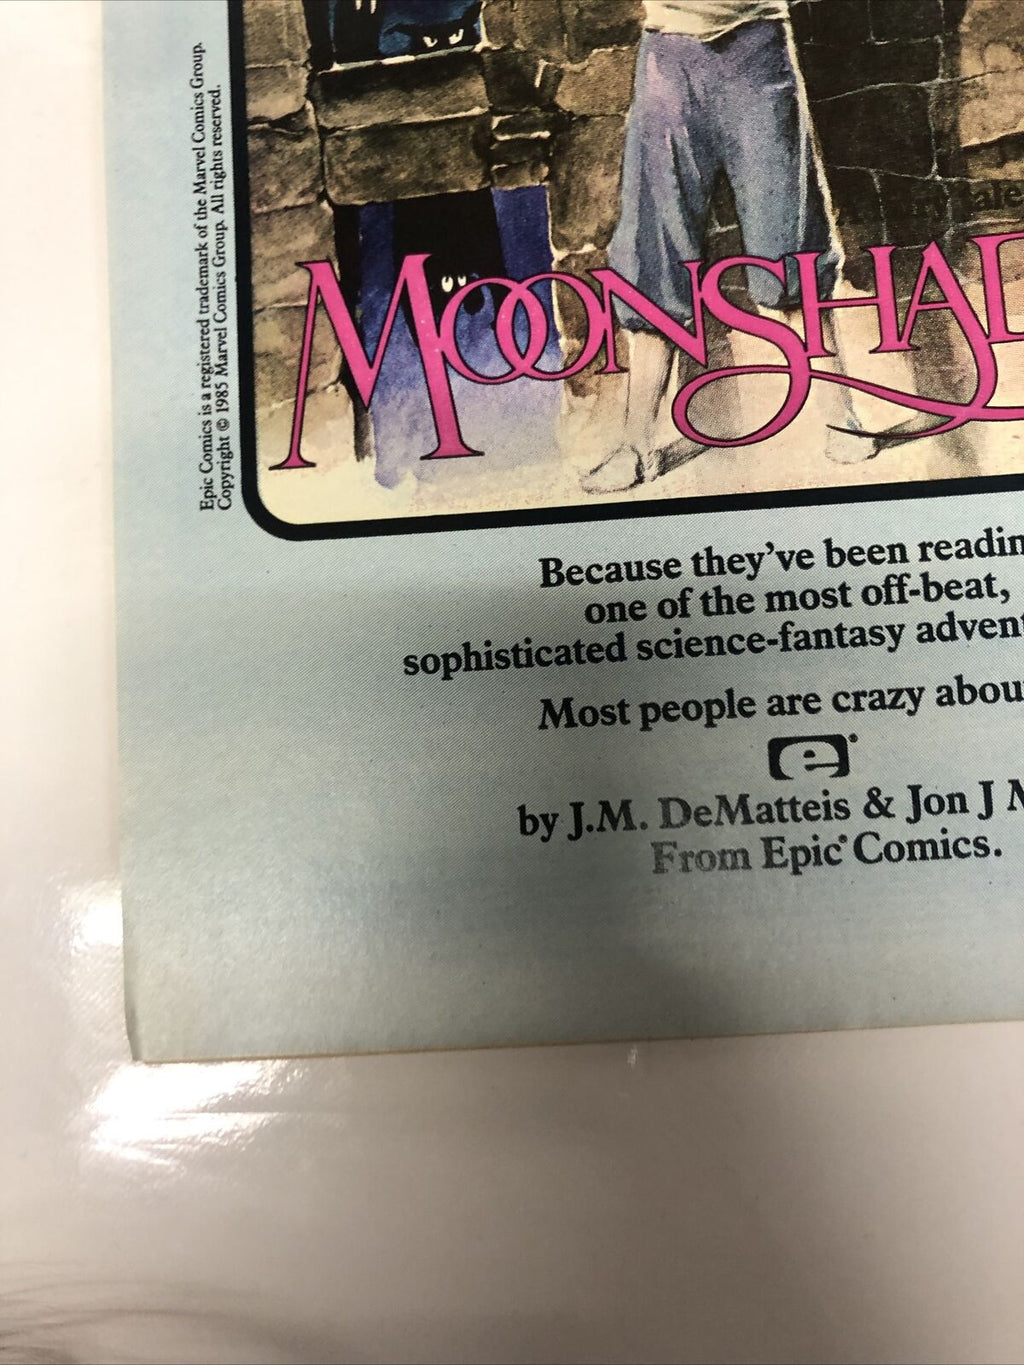 Epic Comics is a registered trademark of the Marvel Comics Group.
Copyright © 1985 Marvel Comics Group. All rights reserved.
MOONSHAD
Because they've been readin
one of the most off-beat,
sophisticated science-fantasy advent
Most people are crazy abou
e®
by J.M. DeMatteis & Jon J M
From Epic® Comics.